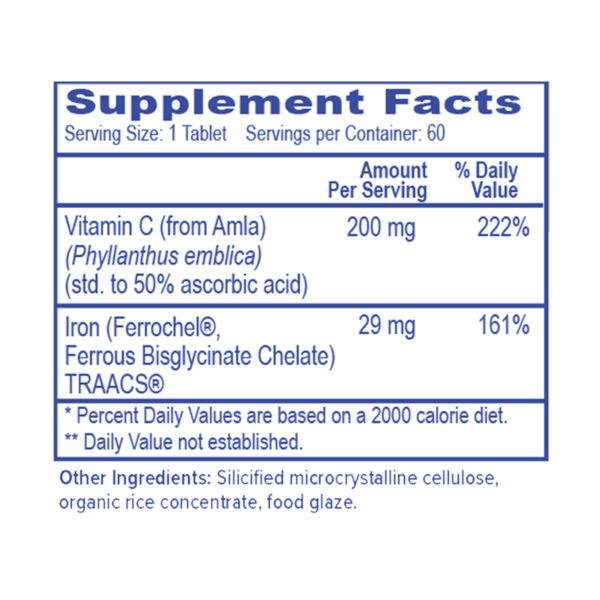 Supplement Facts
Serving Size: 1 Tablet Servings per Container: 60
Amount Per Serving % Daily Value
Vitamin C (from Amla) 200 mg 222%
(Phyllanthus emblica)
(std. to 50% ascorbic acid)
Iron (Ferrochel®, 29 mg 161%
Ferrous Bisglycinate Chelate)
TRAACS®
* Percent Daily Values are based on a 2000 calorie diet.
** Daily Value not established.
Other Ingredients: Silicified microcrystalline cellulose,
organic rice concentrate, food glaze.